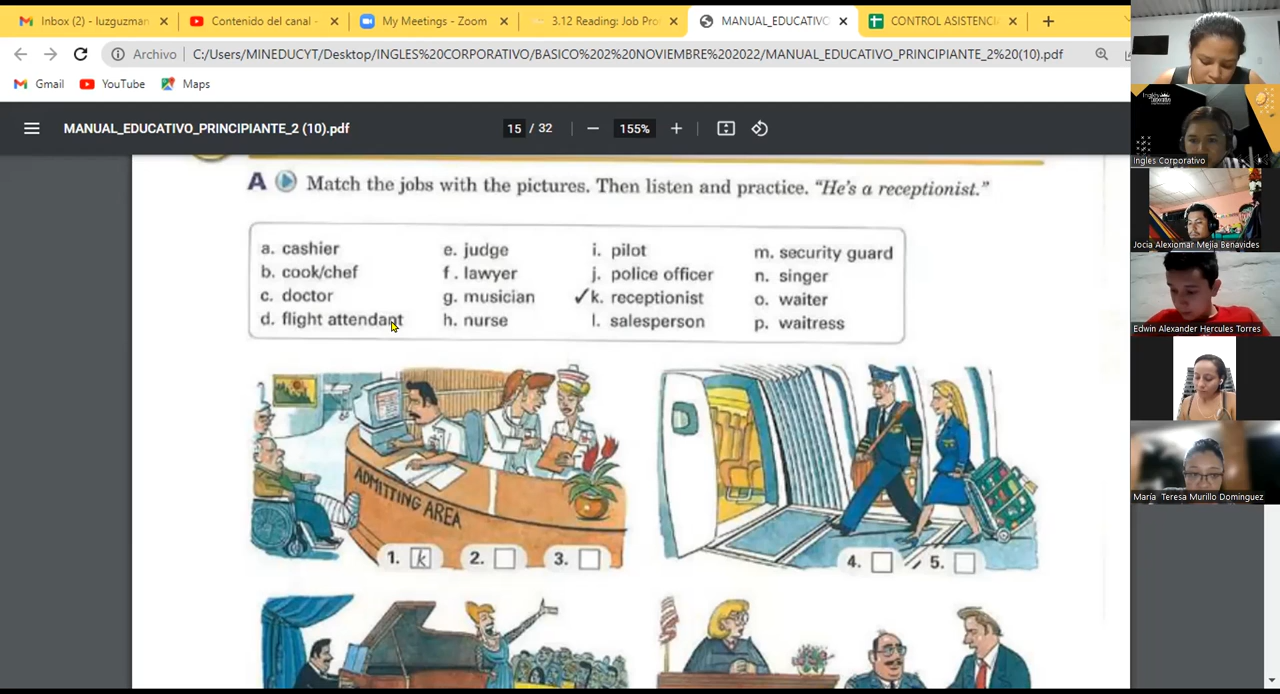 Inbox (2) - luzguzman
Contenido del canal -
My Meetings - Zoom
3.12 Reading: Job Pro
MANUAL_EDUCATIVO
CONTROL ASISTENCI
Archivo
C:/Users/MINEDUCYT/Desktop/INGLES%20CORPORATIVO/BASICO%202%20NOVIEMBRE%202022/MANUAL_EDUCATIVO_PRINCIPIANTE_2%20(10).pdf
Gmail
YouTube
Maps
MANUAL_EDUCATIVO_PRINCIPIANTE_2 (10).pdf
15 / 32
155%
A Match the jobs with the pictures. Then listen and practice. “He’s a receptionist.”
a. cashier
b. cook/chef
c. doctor
d. flight attendant
e. judge
f. lawyer
g. musician
h. nurse
i. pilot
j. police officer
✓k. receptionist
l. salesperson
m. security guard
n. singer
o. waiter
p. waitress
ADMITTING AREA
1. k
2.
3.
4.
5.
Ingles Corporativo
Jocia Alexiomar Mejia Benavides
Edwin Alexander Hercules Torres
María Teresa Murillo Dominguez